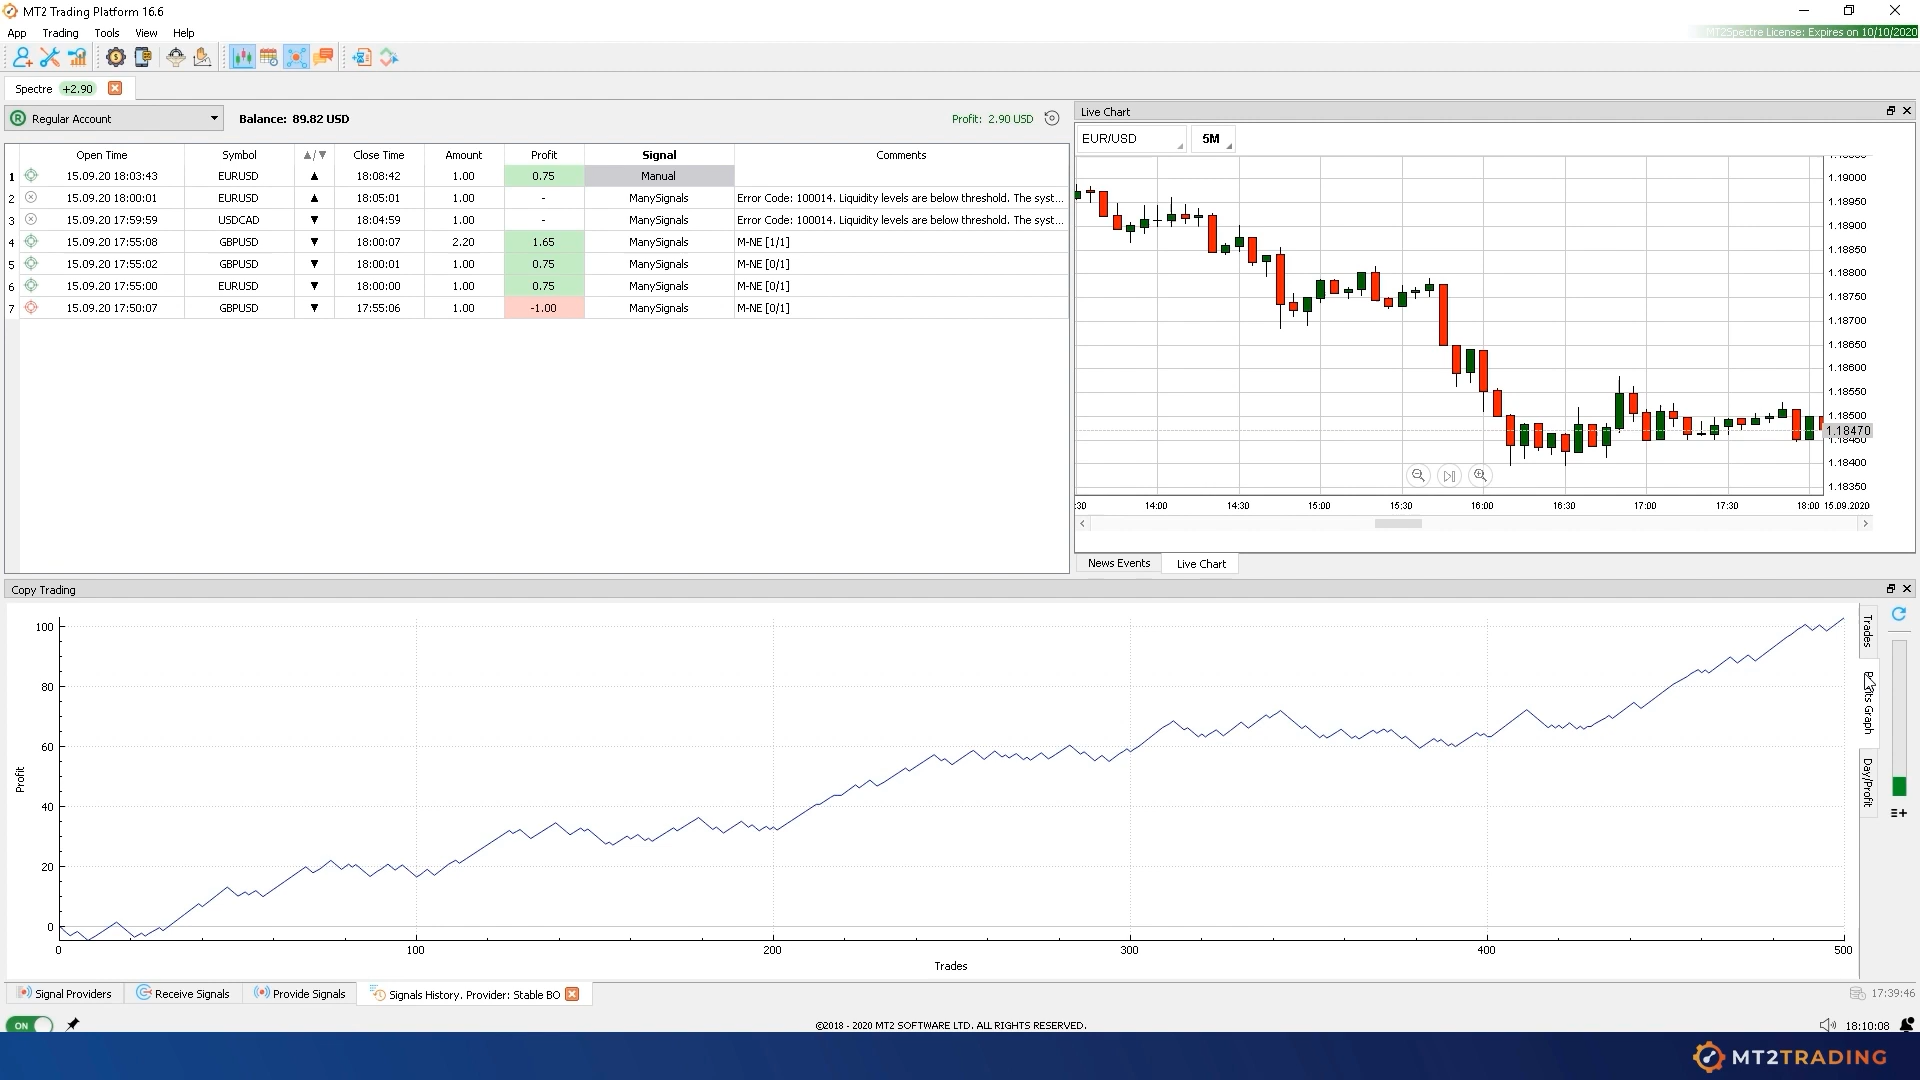 MT2 Trading Platform 16.6
App Trading Tools View Help
MT2Spectre License: Expires on 10/10/2020
Spectre +2.90
R Regular Account Balance: 89.82 USD Profit: 2.90 USD
Open Time Symbol ▲/▼ Close Time Amount Profit Signal Comments
1 15.09.20 18:03:43 EURUSD ▲ 18:08:42 1.00 0.75 Manual
2 15.09.20 18:00:01 EURUSD ▲ 18:05:01 1.00 - ManySignals Error Code: 100014. Liquidity levels are below threshold. The syst...
3 15.09.20 17:59:59 USDCAD ▼ 18:04:59 1.00 - ManySignals Error Code: 100014. Liquidity levels are below threshold. The syst...
4 15.09.20 17:55:08 GBPUSD ▼ 18:00:07 2.20 1.65 ManySignals M-NE [1/1]
5 15.09.20 17:55:02 GBPUSD ▼ 18:00:01 1.00 0.75 ManySignals M-NE [0/1]
6 15.09.20 17:55:00 EURUSD ▼ 18:00:00 1.00 0.75 ManySignals M-NE [0/1]
7 15.09.20 17:50:07 GBPUSD ▼ 17:55:06 1.00 -1.00 ManySignals M-NE [0/1]
Live Chart
EUR/USD 5M
1.19000
1.18950
1.18900
1.18850
1.18800
1.18750
1.18700
1.18650
1.18600
1.18550
1.18500
1.18470
1.18450
1.18400
1.18350
:30 14:00 14:30 15:00 15:30 16:00 16:30 17:00 17:30 18:00 15.09.2020
News Events Live Chart
Copy Trading
100
80
60
40
20
0
Profit
0 100 200 300 400 500
Trades
Trades
Graph
Day/Profit
Signal Providers Receive Signals Provide Signals Signals History. Provider: Stable BO
17:39:46
ON
©2018 - 2020 MT2 SOFTWARE LTD. ALL RIGHTS RESERVED.
18:10:08
MT2TRADING